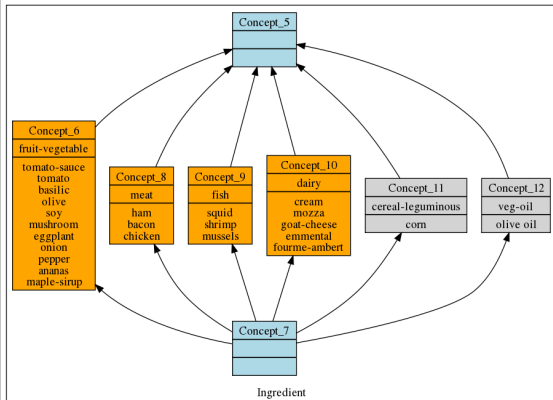 Concept_5
Concept_6
fruit-vegetable
tomato-sauce
tomato
basilic
olive
soy
mushroom
eggplant
onion
pepper
ananas
maple-sirup
Concept_8
meat
ham
bacon
chicken
Concept_9
fish
squid
shrimp
mussels
Concept_10
dairy
cream
mozza
goat-cheese
emmental
fourme-ambert
Concept_11
cereal-leguminous
corn
Concept_12
veg-oil
olive oil
Concept_7
Ingredient